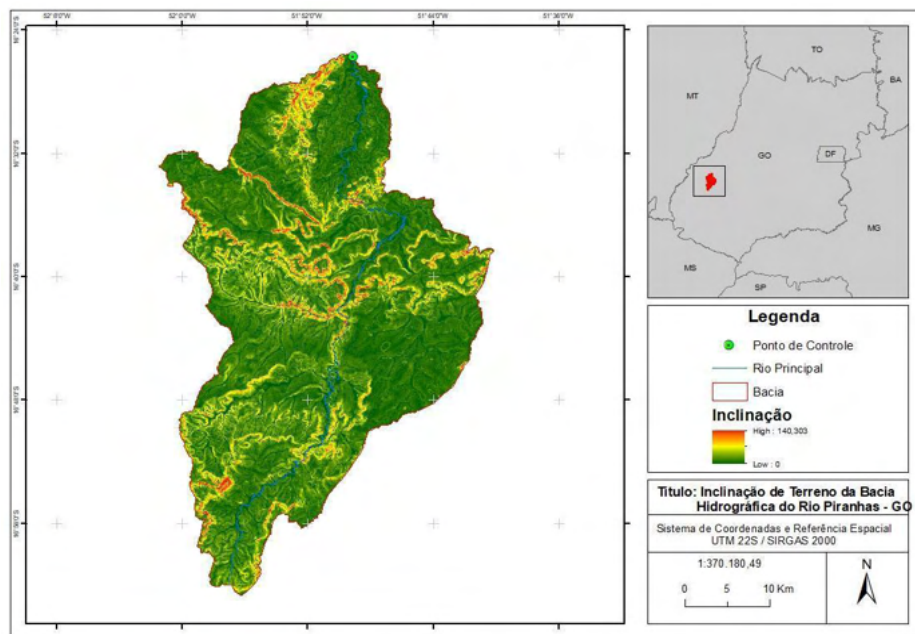 52°0'0"W
51°52'0"W
51°44'0"W
51°36'0"W
TO
BA
MT
GO
DF
MG
MS
SP
Legenda
Ponto de Controle
Rio Principal
Bacia
Inclinação
High : 140,303
Low : 0
Titulo: Inclinação de Terreno da Bacia
Hidrográfica do Rio Piranhas - GO
Sistema de Coordenadas e Referência Espacial
UTM 22S / SIRGAS 2000
1:370.180,49
N
0 5 10 Km